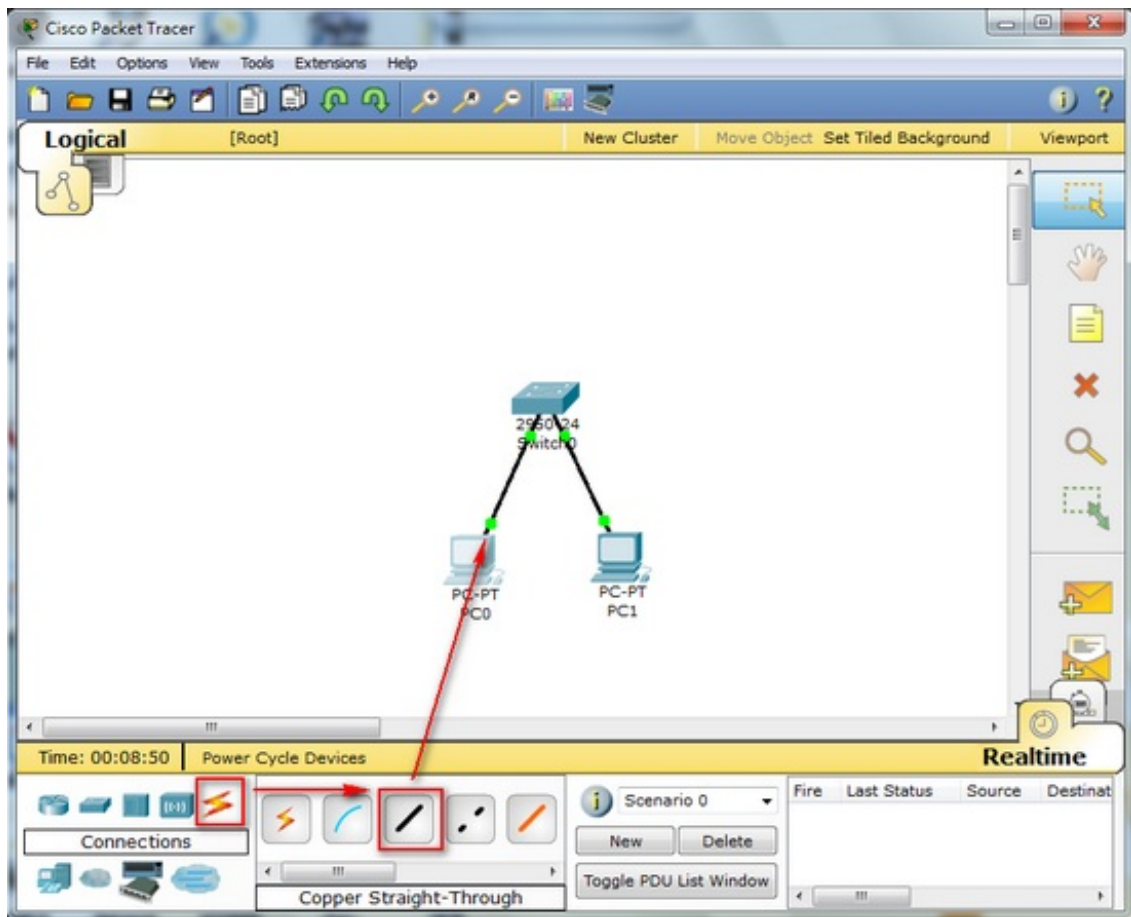 Cisco Packet Tracer
File Edit Options View Tools Extensions Help
Logical [Root] New Cluster Move Object Set Tiled Background Viewport
2950-24
Switch0
PC-PT
PC0
PC-PT
PC1
Time: 00:08:50 Power Cycle Devices Realtime
Connections
Copper Straight-Through
Scenario 0
New Delete
Toggle PDU List Window
Fire Last Status Source Destinat